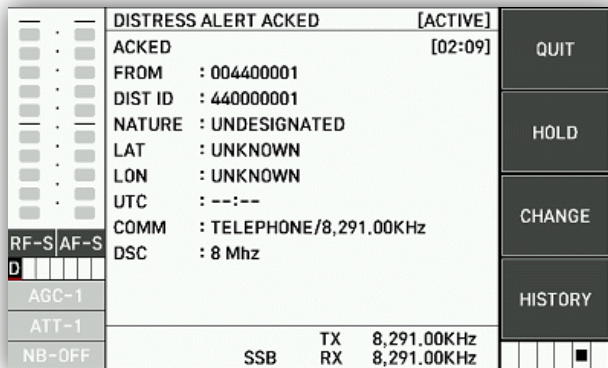 DISTRESS ALERT ACKED [ACTIVE]
ACKED [02:09]
FROM : 004400001
DIST ID : 440000001
NATURE : UNDESIGNATED
LAT : UNKNOWN
LON : UNKNOWN
UTC : --:--
COMM : TELEPHONE/8,291.00KHz
DSC : 8 Mhz
TX 8,291.00KHz
SSB RX 8,291.00KHz
RF-S AF-S
D
AGC-1
ATT-1
NB-OFF
QUIT
HOLD
CHANGE
HISTORY